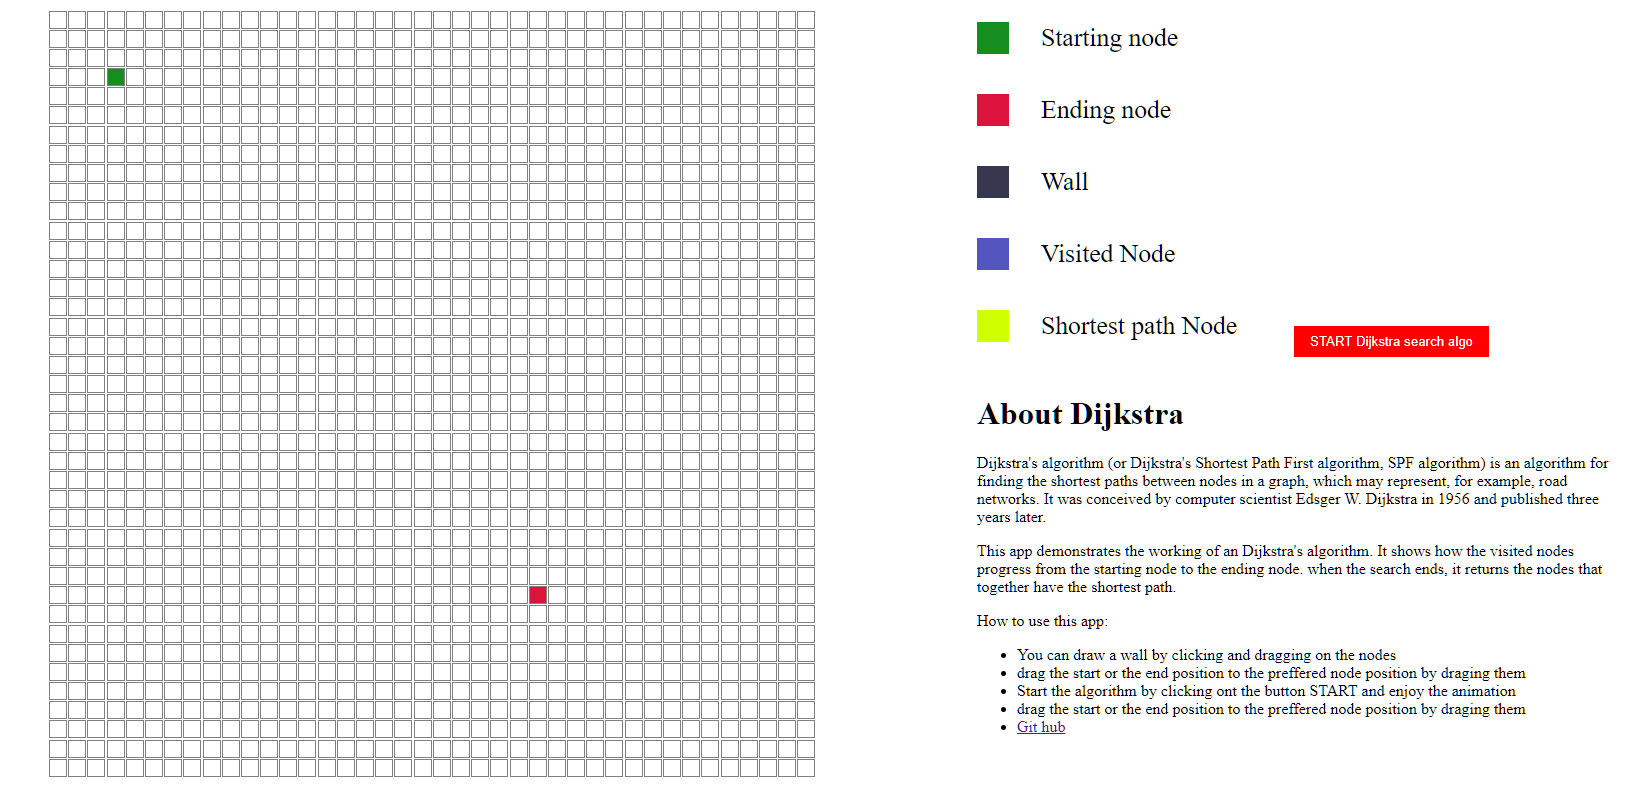 Starting node
Ending node
Wall
Visited Node
Shortest path Node
START Dijkstra search algo
About Dijkstra
Dijkstra's algorithm (or Dijkstra's Shortest Path First algorithm, SPF algorithm) is an algorithm for
finding the shortest paths between nodes in a graph, which may represent, for example, road
networks. It was conceived by computer scientist Edsger W. Dijkstra in 1956 and published three
years later.
This app demonstrates the working of an Dijkstra's algorithm. It shows how the visited nodes
progress from the starting node to the ending node. when the search ends, it returns the nodes that
together have the shortest path.
How to use this app:
• You can draw a wall by clicking and dragging on the nodes
• drag the start or the end position to the preffered node position by draging them
• Start the algorithm by clicking ont the button START and enjoy the animation
• drag the start or the end position to the preffered node position by draging them
• Git hub